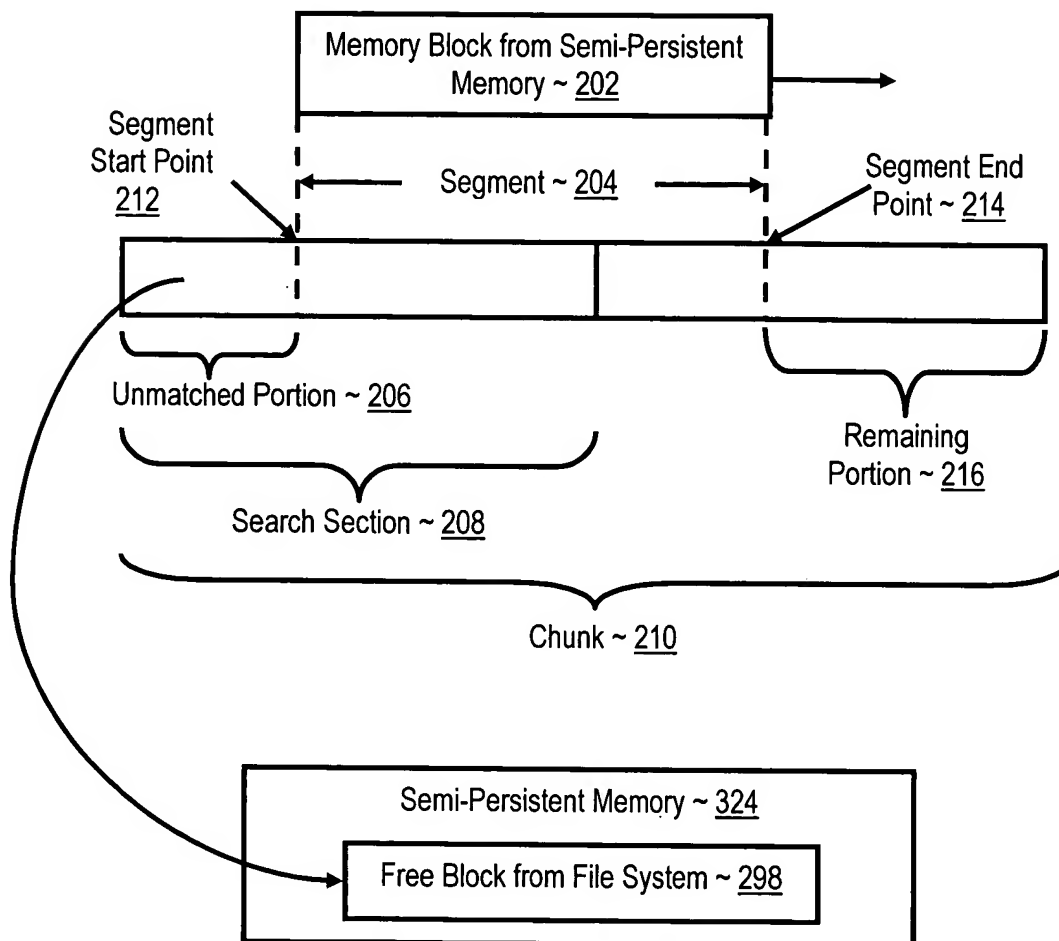 Memory Block from Semi-Persistent
Memory ~ 202
Segment
Start Point
212
Segment ~ 204
Segment End
Point ~ 214
Unmatched Portion ~ 206
Remaining
Portion ~ 216
Search Section ~ 208
Chunk ~ 210
Semi-Persistent Memory ~ 324
Free Block from File System ~ 298